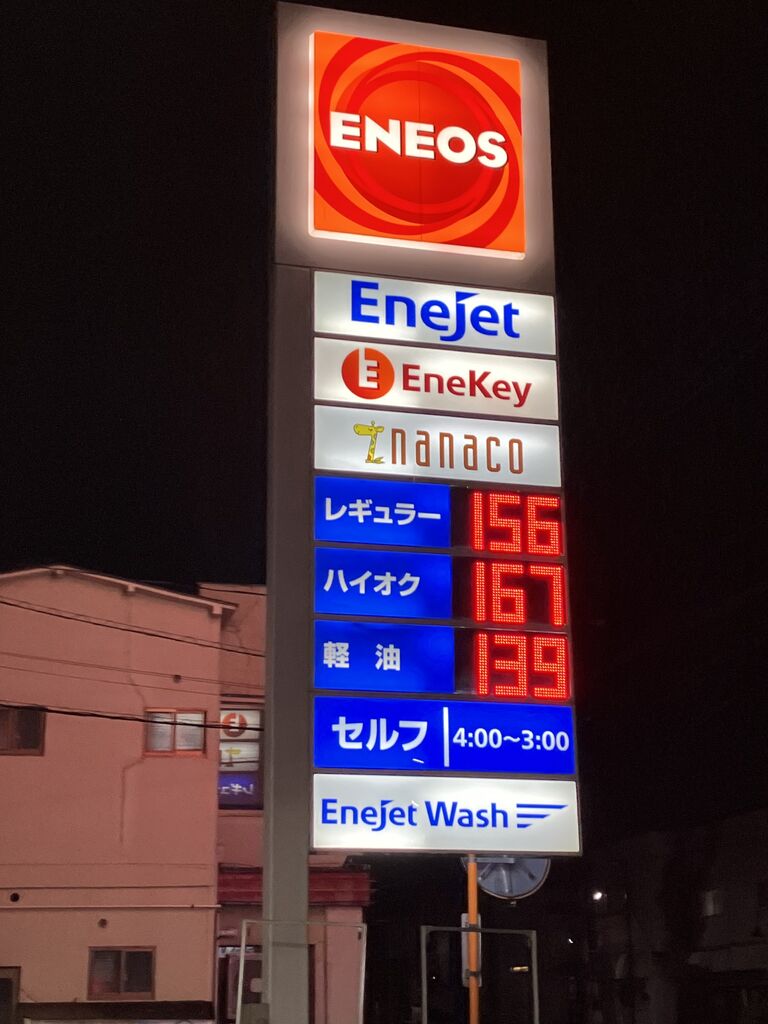 ENEOS
Enejet
E EneKey
nanaco
レギュラー 156
ハイオク 167
軽 油 139
セルフ 4:00〜3:00
Enejet Wash